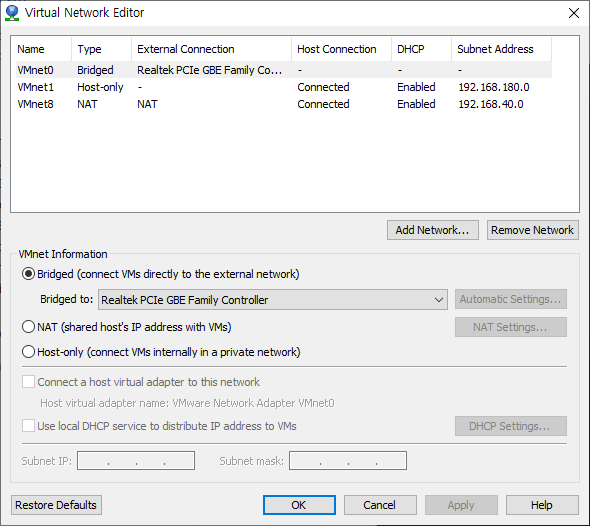 Virtual Network Editor
Name Type External Connection Host Connection DHCP Subnet Address
VMnet0 Bridged Realtek PCIe GBE Family Co... - - -
VMnet1 Host-only - Connected Enabled 192.168.180.0
VMnet8 NAT NAT Connected Enabled 192.168.40.0
Add Network... Remove Network
VMnet Information
Bridged (connect VMs directly to the external network)
Bridged to: Realtek PCIe GBE Family Controller Automatic Settings...
NAT (shared host's IP address with VMs) NAT Settings...
Host-only (connect VMs internally in a private network)
Connect a host virtual adapter to this network
Host virtual adapter name: VMware Network Adapter VMnet0
Use local DHCP service to distribute IP address to VMs DHCP Settings...
Subnet IP: . . . Subnet mask: . . .
Restore Defaults OK Cancel Apply Help